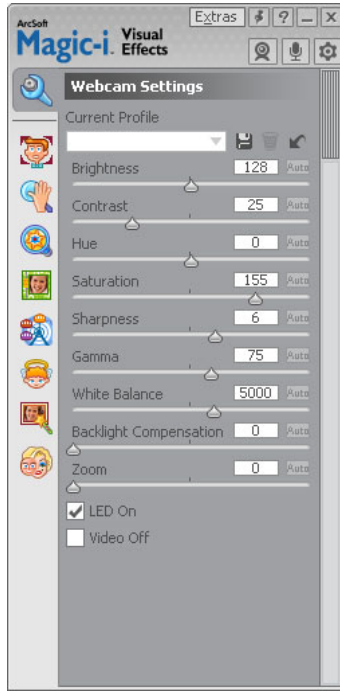 Extras ? _ X
ArcSoft
Magic-i. Visual Effects
Webcam Settings
Current Profile
Brightness 128 Auto
Contrast 25 Auto
Hue 0 Auto
Saturation 155 Auto
Sharpness 6 Auto
Gamma 75 Auto
White Balance 5000 Auto
Backlight Compensation 0 Auto
Zoom 0 Auto
LED On
Video Off